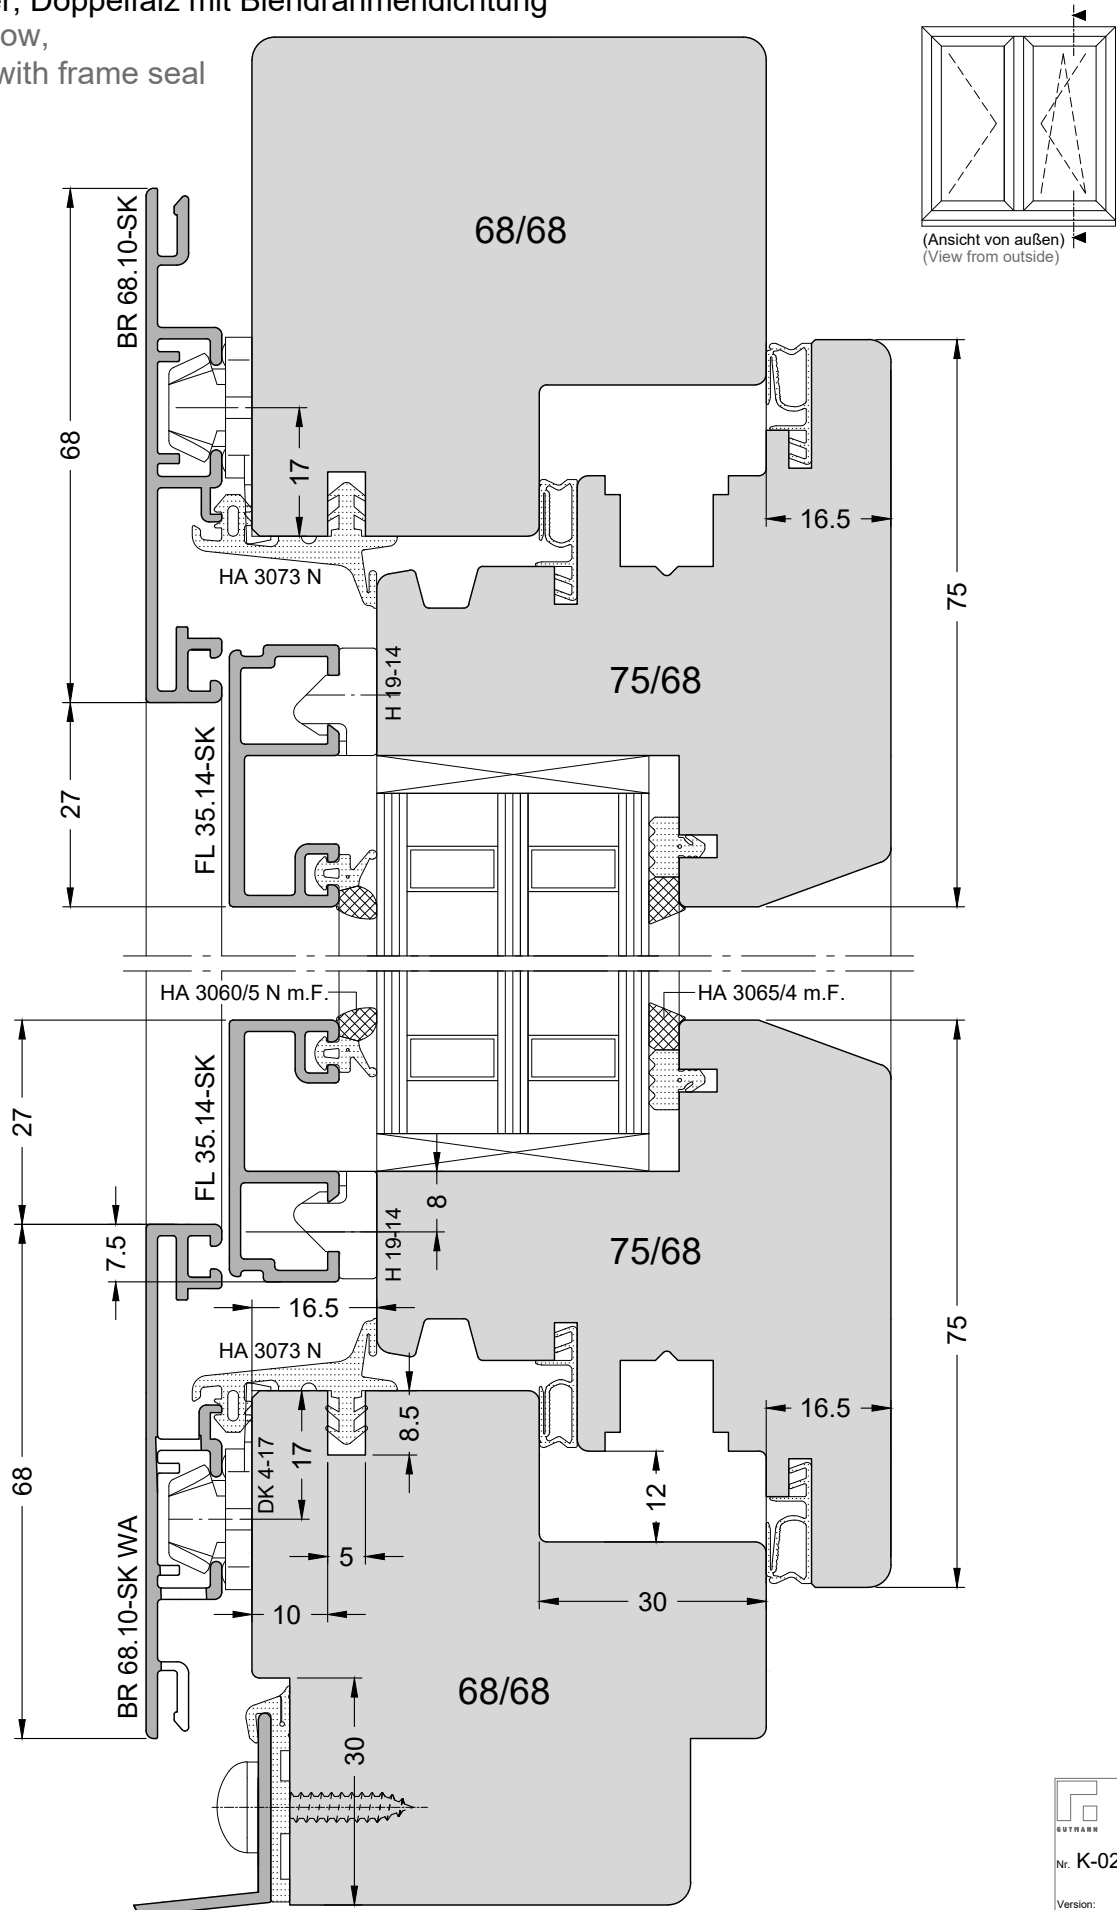 Doppelfalz mit Blendrahmendichtung
with frame seal
(Ansicht von außen)
(View from outside)
68/68
BR 68.10-SK
68
17
16.5
HA 3073 N
75
75/68
H 19-14
FL 35.14-SK
27
HA 3060/5 N m.F.
HA 3065/4 m.F.
27
FL 35.14-SK
8
7.5
H 19-14
75/68
16.5
HA 3073 N
75
8.5
16.5
17
DK 4-17
68
12
5
10
30
BR 68.10-SK WA
68/68
30
GUTMANN
Nr. K-02
Version: